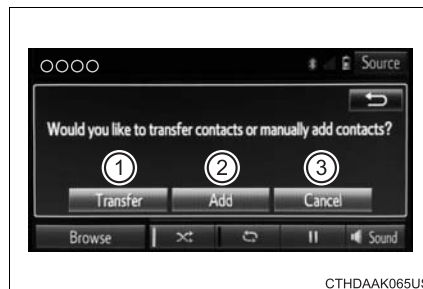 ○○○○ Source
Would you like to transfer contacts or manually add contacts?
1 2 3
Transfer Add Cancel
Browse Sound
CTHDAAK065US